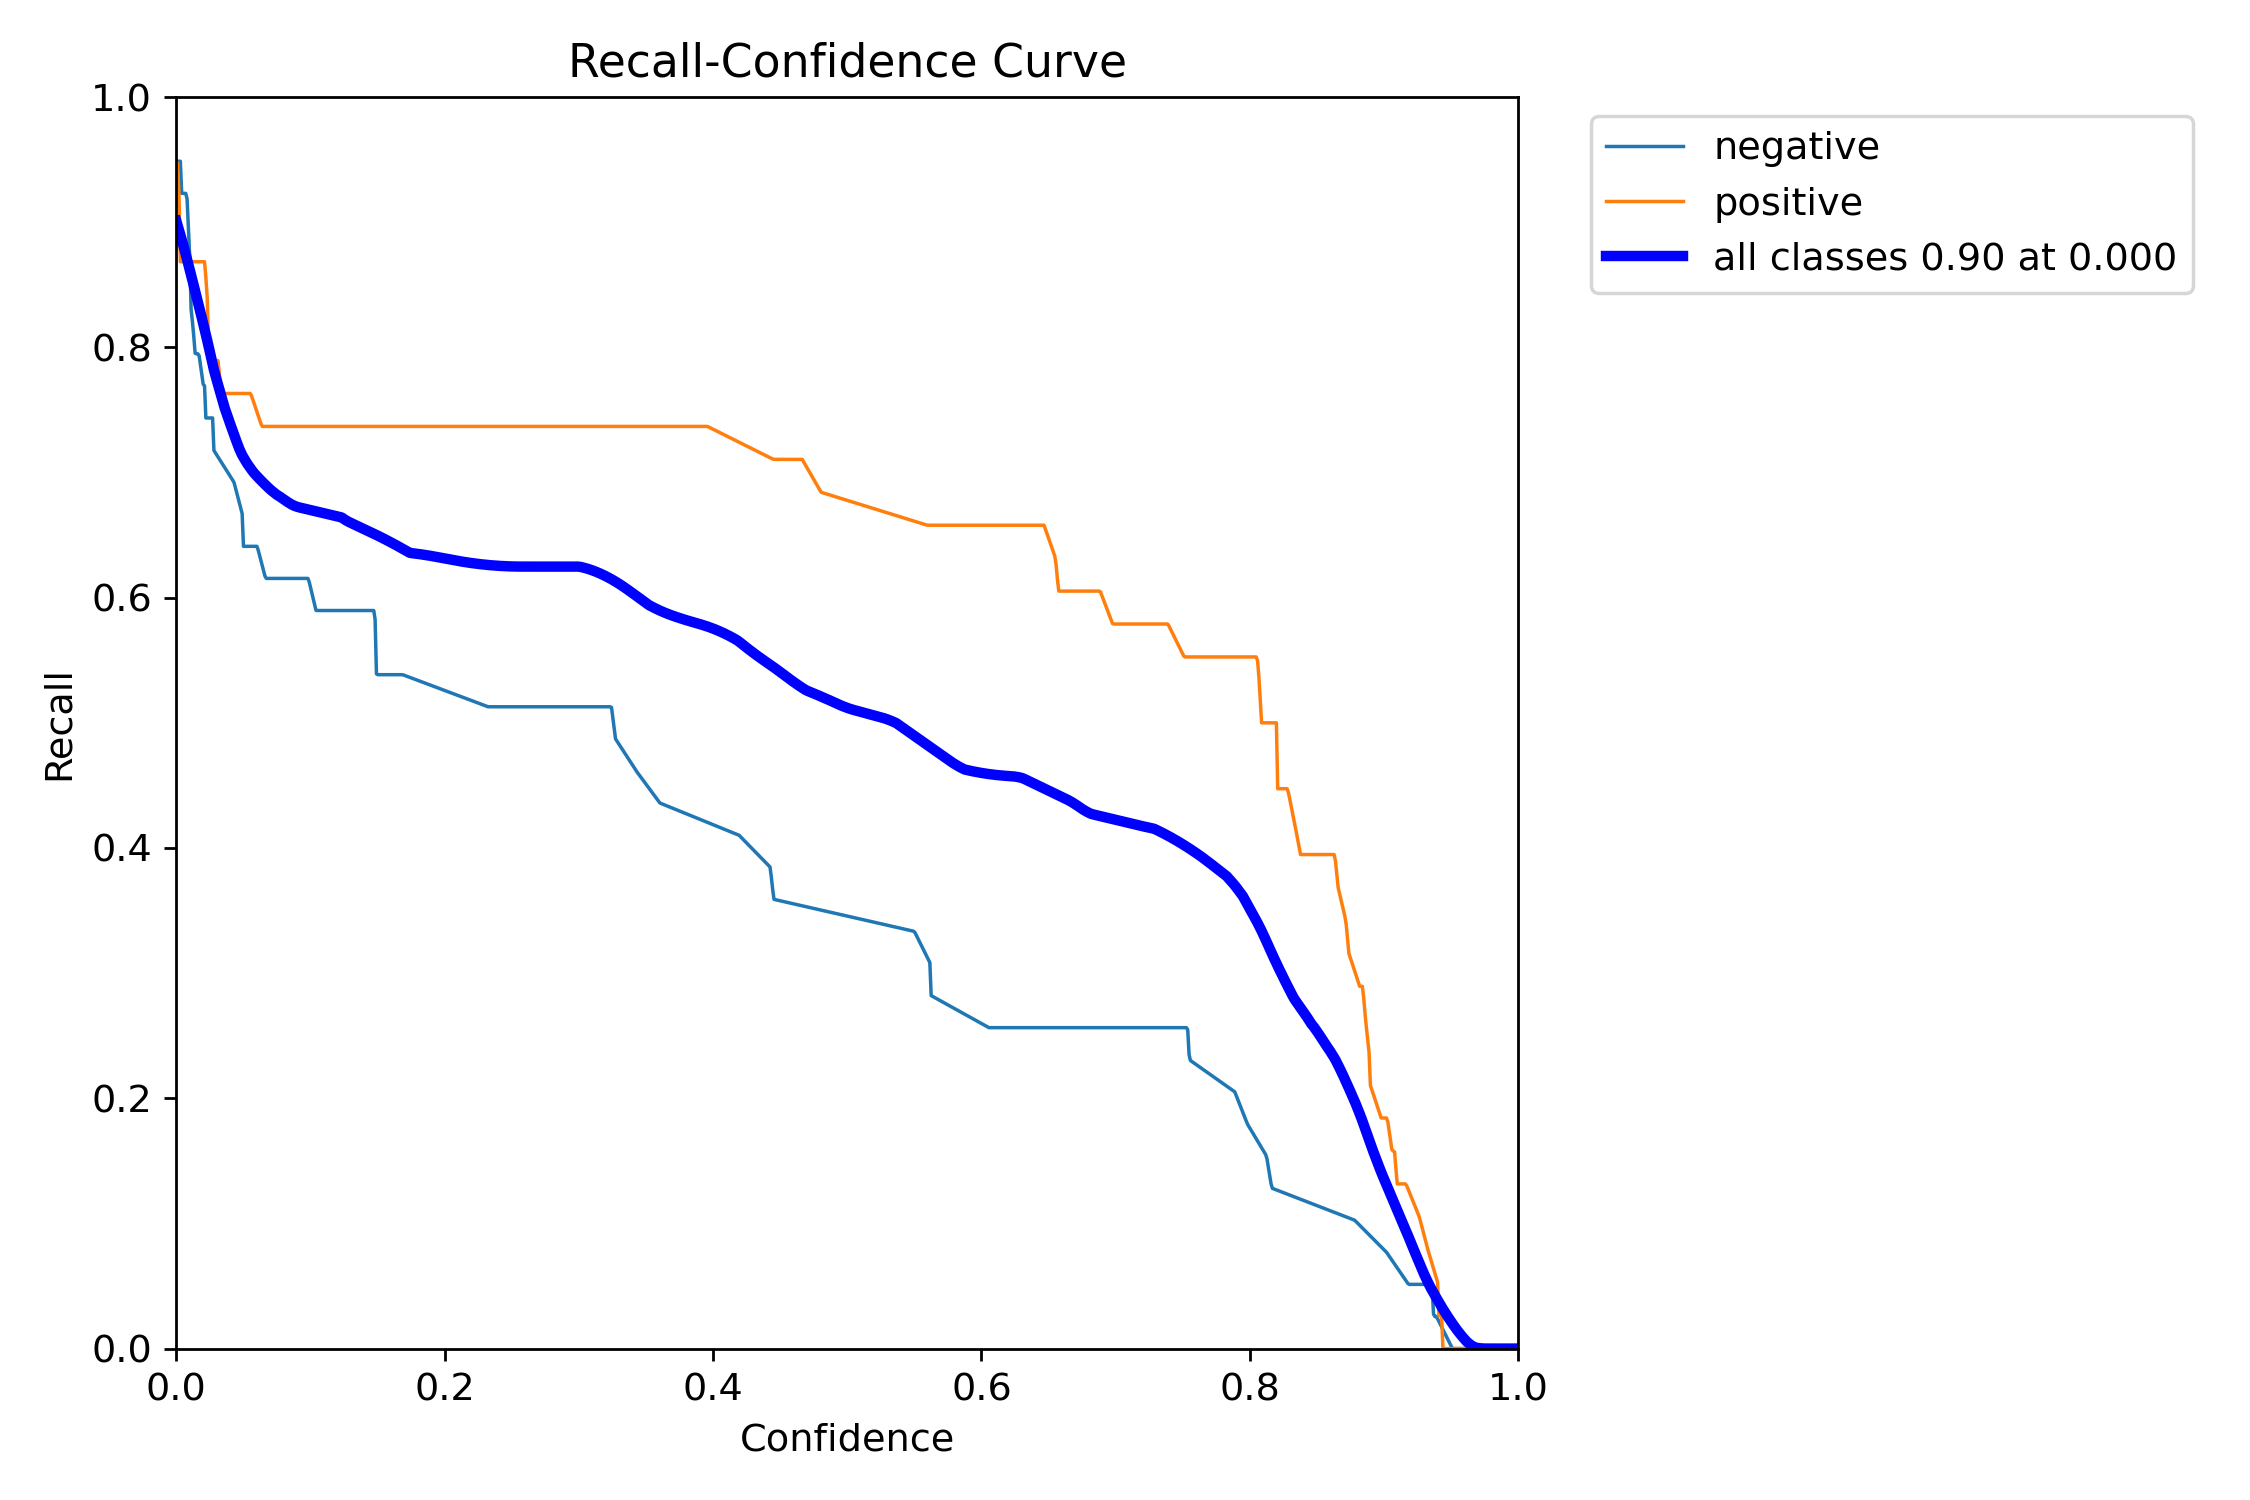 Recall-Confidence Curve
1.0
0.8
0.6
0.4
0.2
0.0
Recall
0.0 0.2 0.4 0.6 0.8 1.0
Confidence
negative
positive
all classes 0.90 at 0.000